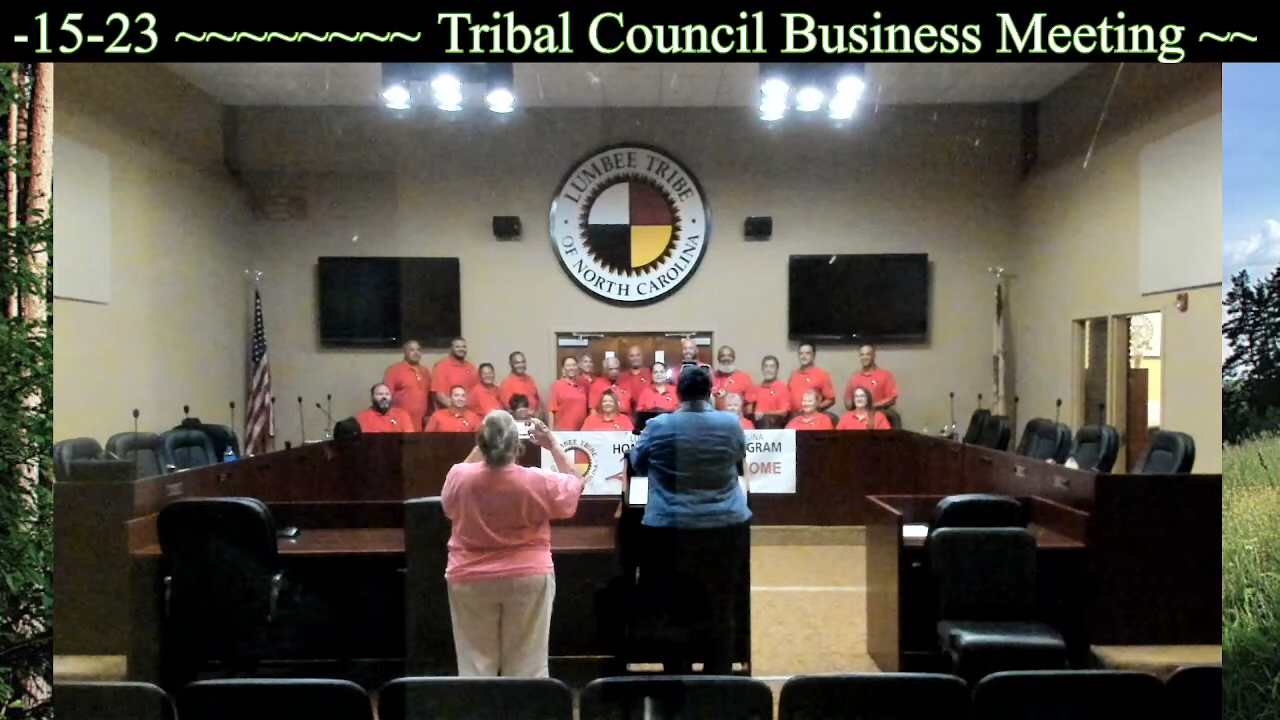 -15-23 ~~~~~~~~ Tribal Council Business Meeting ~~
LUMBEE TRIBE
OF NORTH CAROLINA
GRAM
OME